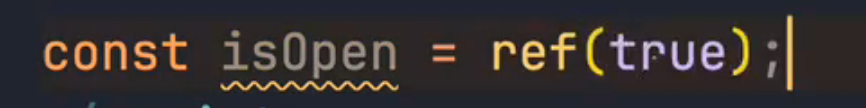 const isOpen = ref(true);